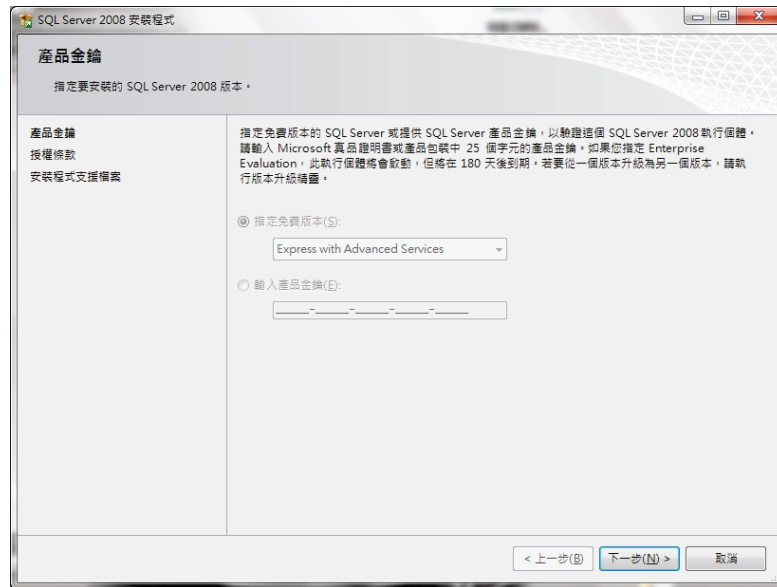 SQL Server 2008 安裝程式
產品金鑰
指定要安裝的 SQL Server 2008 版本。
產品金鑰
授權條款
安裝程式支援檔案
指定免費版本的 SQL Server 或提供 SQL Server 產品金鑰，以驗證這個 SQL Server 2008 執行個體。
請輸入 Microsoft 真品證明書或產品包裝中 25 個字元的產品金鑰。如果您指定 Enterprise
Evaluation，此執行個體將會啟動，但將在 180 天後到期。若要從一個版本升級為另一個版本，請執
行版本升級精靈。
指定免費版本(S):
Express with Advanced Services
輸入產品金鑰(E):
_____-_____-_____-_____-_____
< 上一步(B)
下一步(N) >
取消